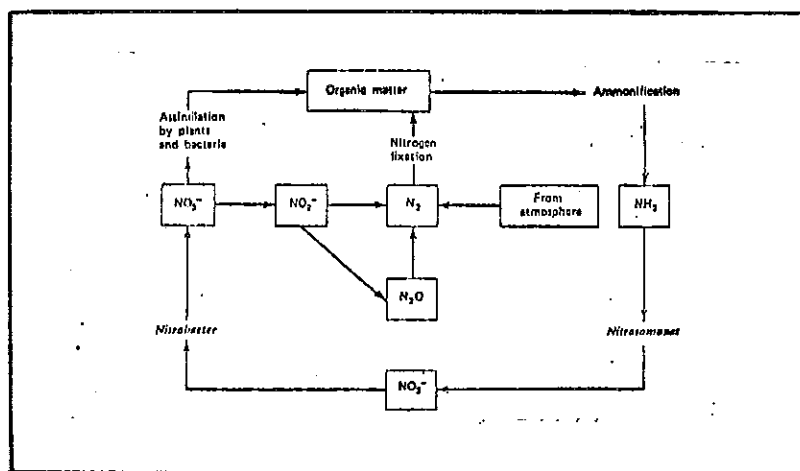 Organic matter
Ammonification
Assimilation
by plants
and bacteria
Nitrogen
fixation
NO₃⁻
NO₂⁻
N₂
From
atmosphere
NH₃
N₂O
Nitrobacter
Nitrosomonas
NO₃⁻